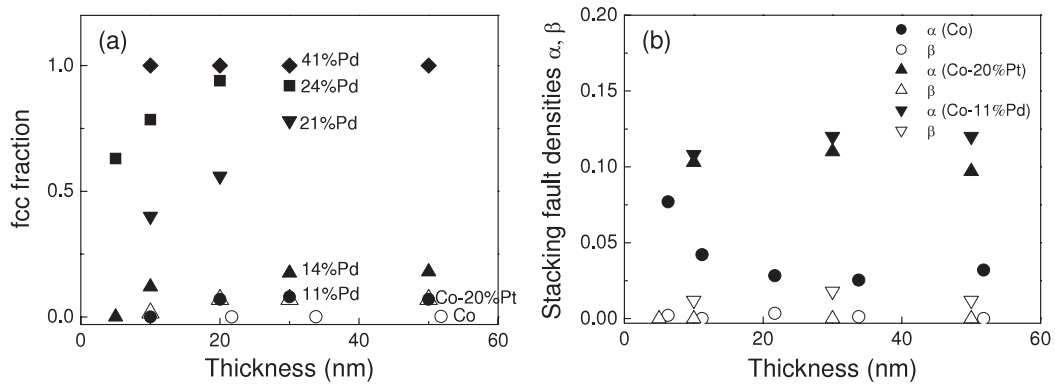 (a)
fcc fraction
1.0
0.5
0.0
41%Pd
24%Pd
21%Pd
14%Pd
11%Pd
Co-20%Pt
Co
0
20
40
60
Thickness (nm)
(b)
Stacking fault densities α, β
0.20
0.15
0.10
0.05
0.00
α (Co)
β
α (Co-20%Pt)
β
α (Co-11%Pd)
β
0
20
40
60
Thickness (nm)